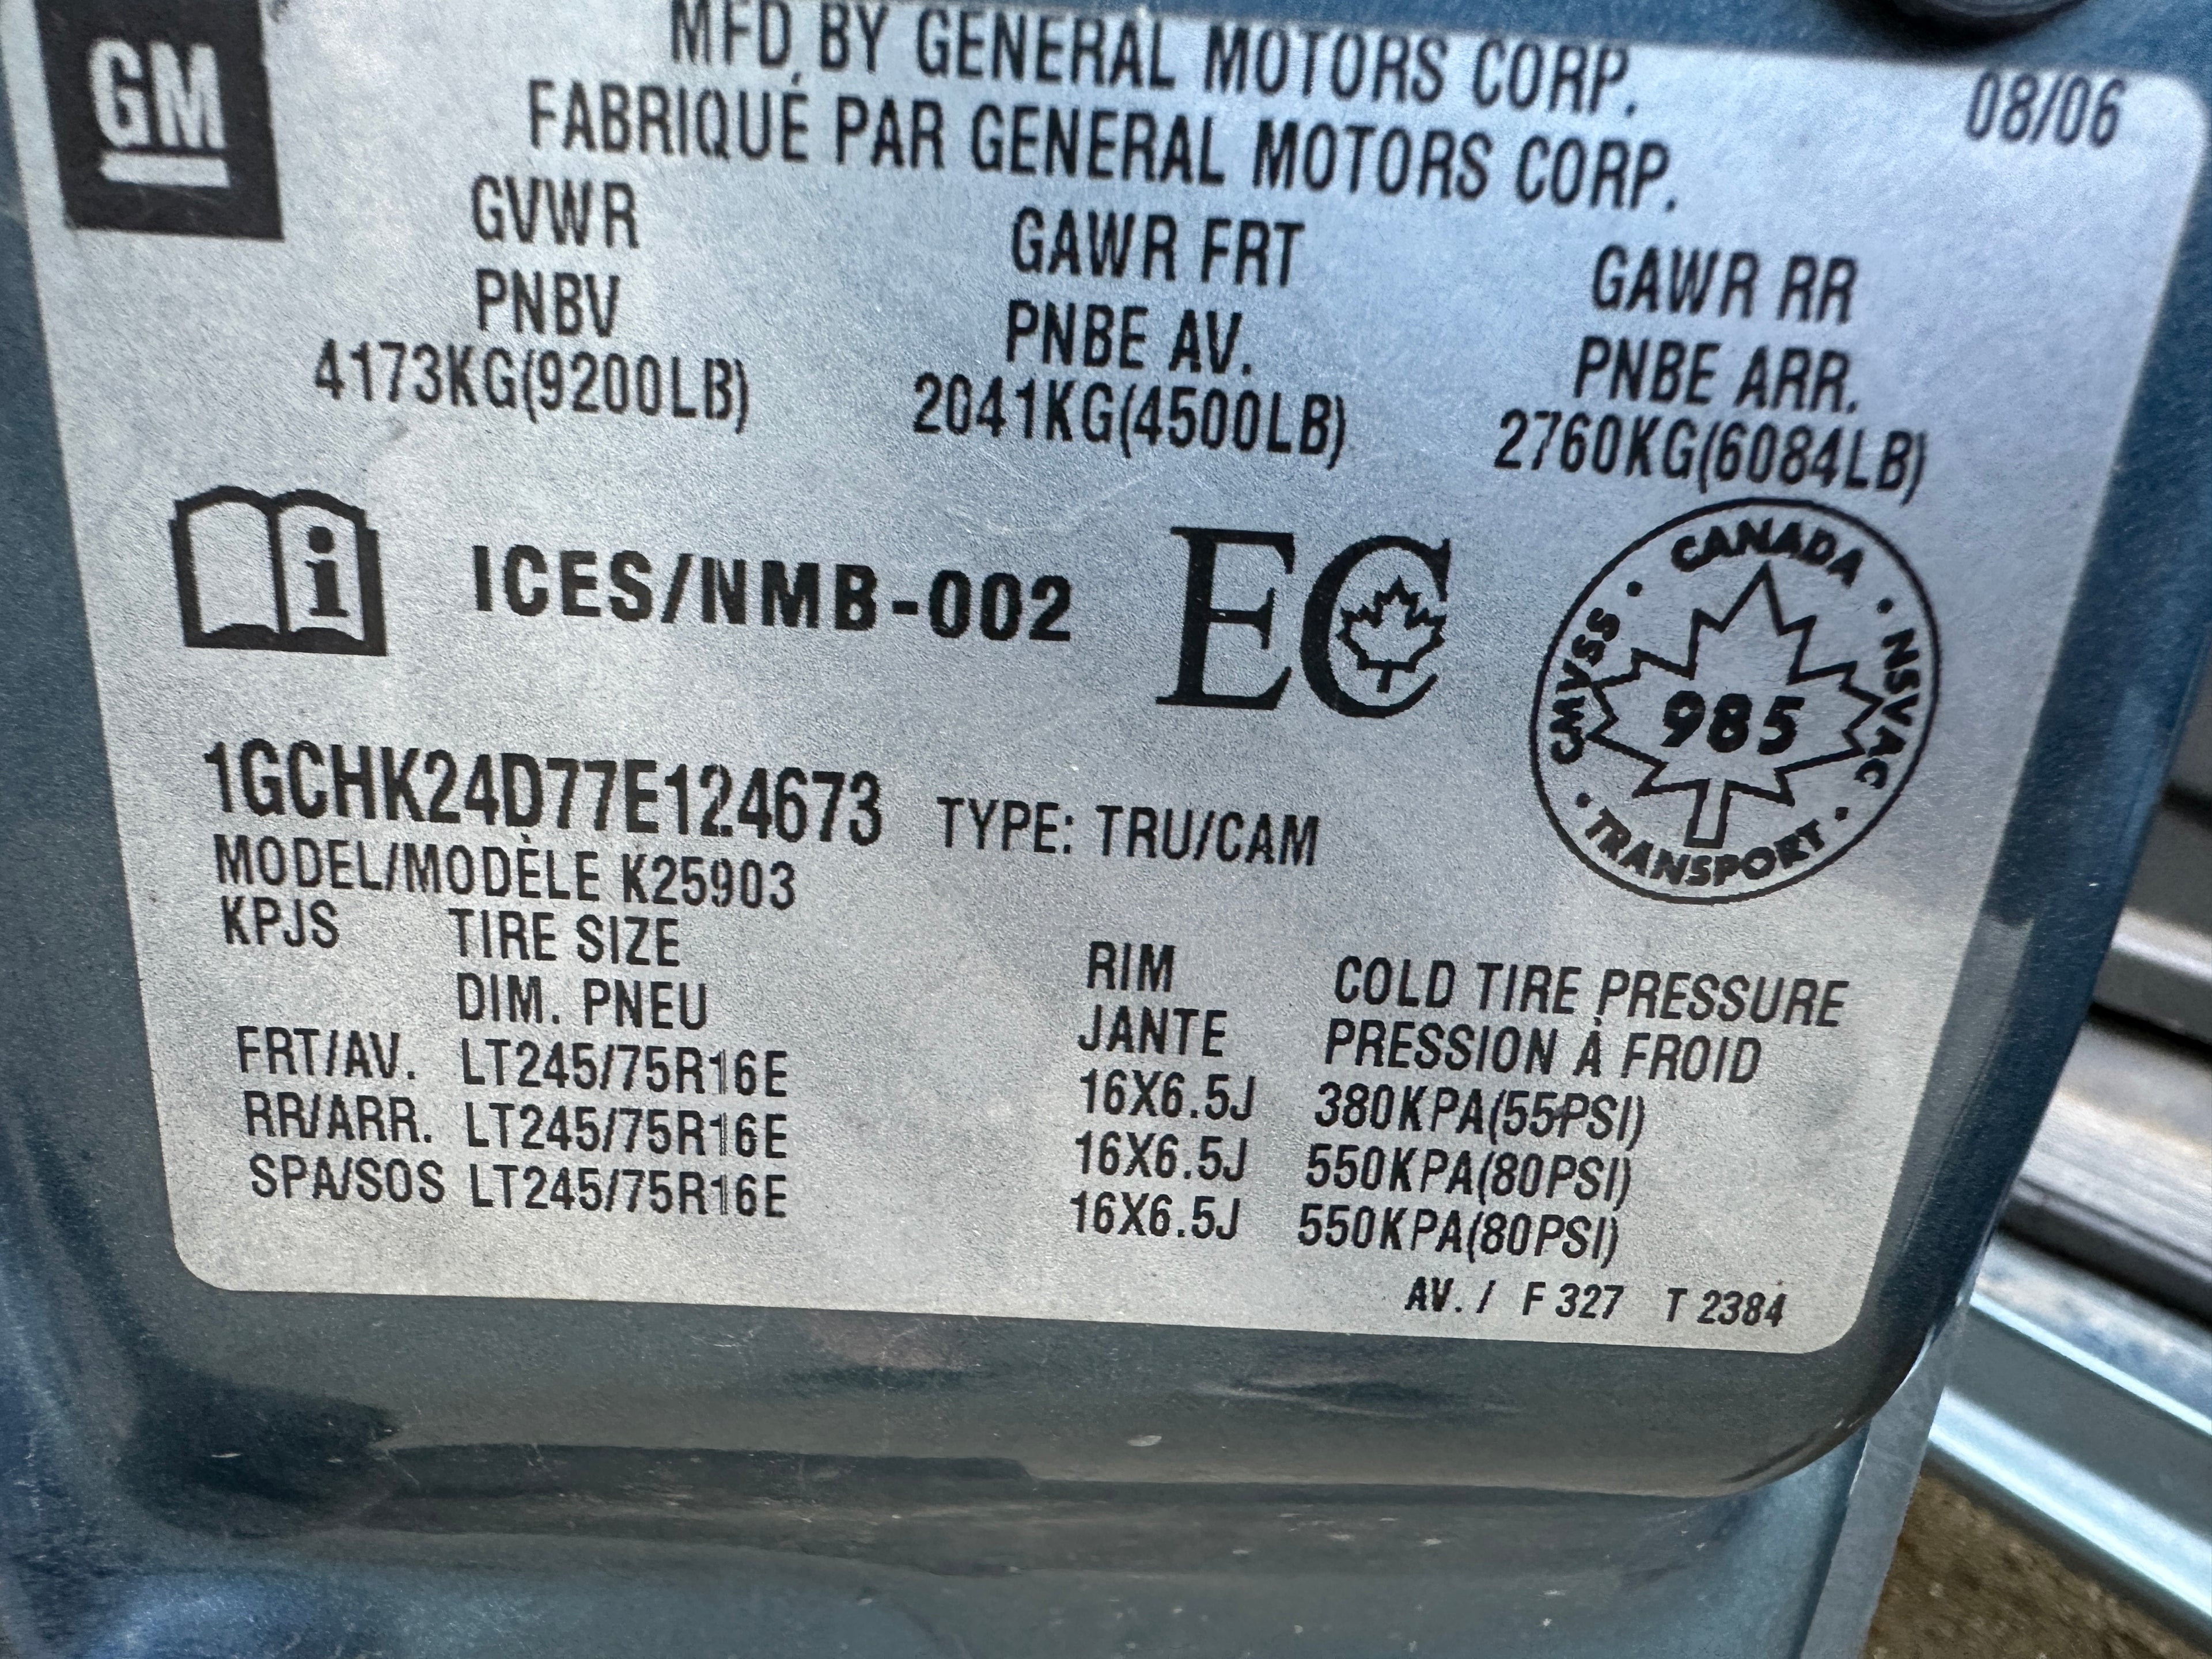 GM
MFD BY GENERAL MOTORS CORP.
08/06
FABRIQUÉ PAR GENERAL MOTORS CORP.
GVWR GAWR FRT GAWR RR
PNBV PNBE AV. PNBE ARR.
4173KG(9200LB) 2041KG(4500LB) 2760KG(6084LB)
i ICES/NMB-002 EC
CANADA • NSVAC • TRANSPORT • CMVSS •
985
1GCHK24D77E124673 TYPE: TRU/CAM
MODEL/MODÈLE K25903
KPJS TIRE SIZE RIM COLD TIRE PRESSURE
DIM. PNEU JANTE PRESSION À FROID
FRT/AV. LT245/75R16E 16X6.5J 380KPA(55PSI)
RR/ARR. LT245/75R16E 16X6.5J 550KPA(80PSI)
SPA/SOS LT245/75R16E 16X6.5J 550KPA(80PSI)
AV. / F 327 T 2384